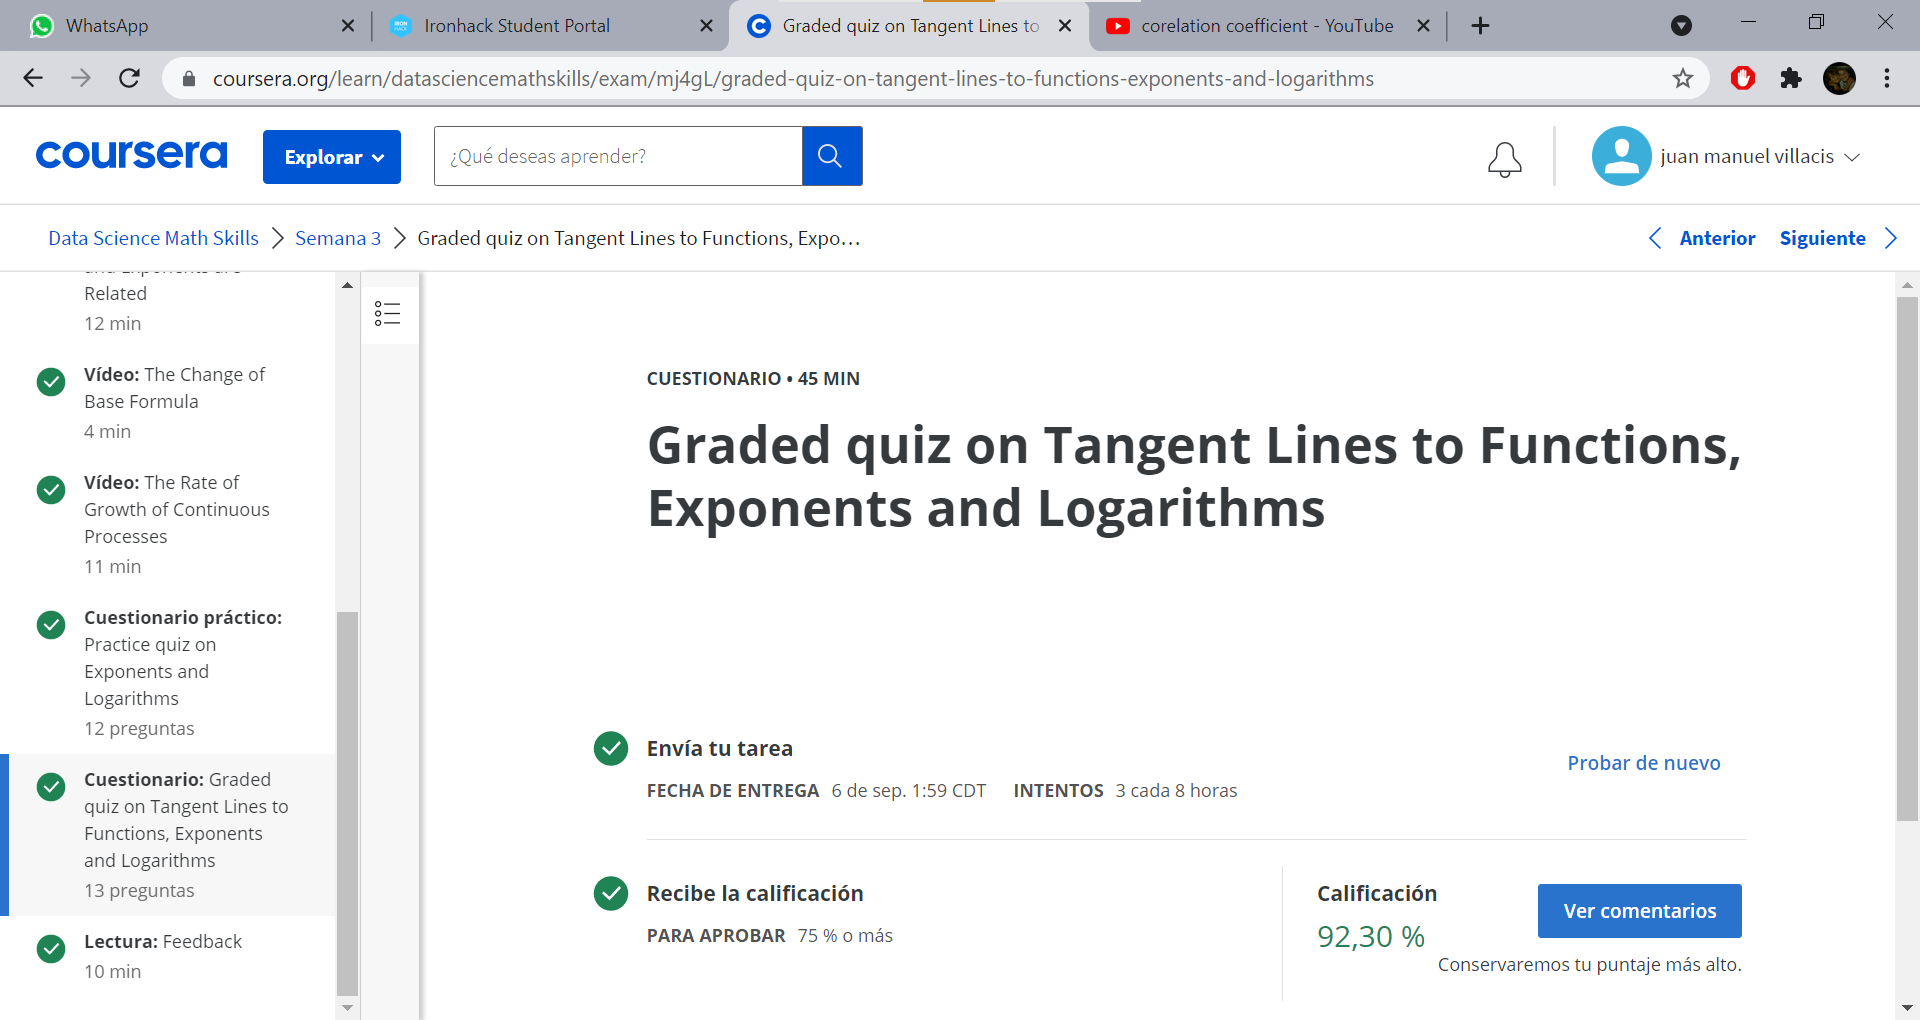 WhatsApp
Ironhack Student Portal
Graded quiz on Tangent Lines to
corelation coefficient - YouTube
coursera.org/learn/datasciencemathskills/exam/mj4gL/graded-quiz-on-tangent-lines-to-functions-exponents-and-logarithms
coursera
Explorar
¿Qué deseas aprender?
juan manuel villacis
Data Science Math Skills
Semana 3
Graded quiz on Tangent Lines to Functions, Expo…
Anterior
Siguiente
and Exponents are
Related
12 min
Vídeo: The Change of
Base Formula
4 min
Vídeo: The Rate of
Growth of Continuous
Processes
11 min
Cuestionario práctico:
Practice quiz on
Exponents and
Logarithms
12 preguntas
Cuestionario: Graded
quiz on Tangent Lines to
Functions, Exponents
and Logarithms
13 preguntas
Lectura: Feedback
10 min
CUESTIONARIO • 45 MIN
Graded quiz on Tangent Lines to Functions,
Exponents and Logarithms
Envía tu tarea
FECHA DE ENTREGA 6 de sep. 1:59 CDT INTENTOS 3 cada 8 horas
Probar de nuevo
Recibe la calificación
PARA APROBAR 75 % o más
Calificación
92,30 %
Ver comentarios
Conservaremos tu puntaje más alto.